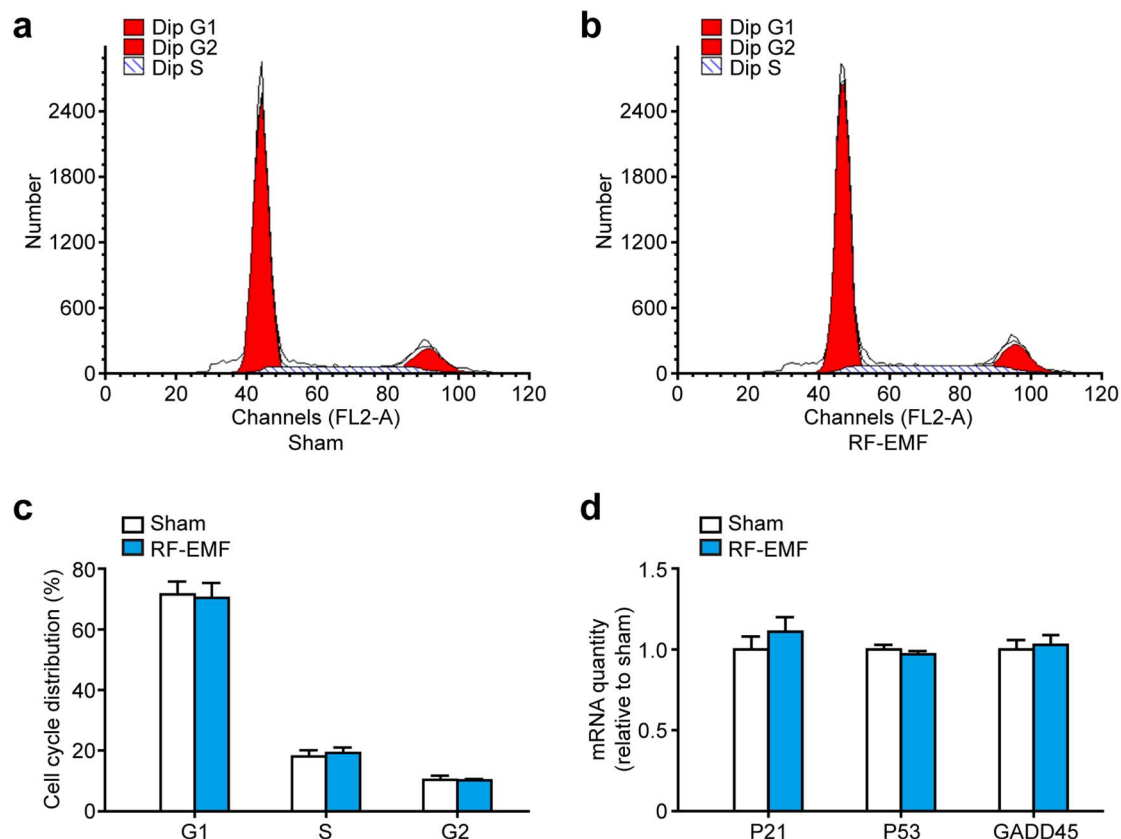 a
Dip G1
Dip G2
Dip S
2400
1800
1200
600
0
Number
0 20 40 60 80 100 120
Channels (FL2-A)
Sham
b
Dip G1
Dip G2
Dip S
2400
1800
1200
600
0
Number
0 20 40 60 80 100 120
Channels (FL2-A)
RF-EMF
c
Sham
RF-EMF
80
60
40
20
0
Cell cycle distribution (%)
G1 S G2
d
Sham
RF-EMF
1.5
1.0
0.5
0
mRNA quantity
(relative to sham)
P21 P53 GADD45